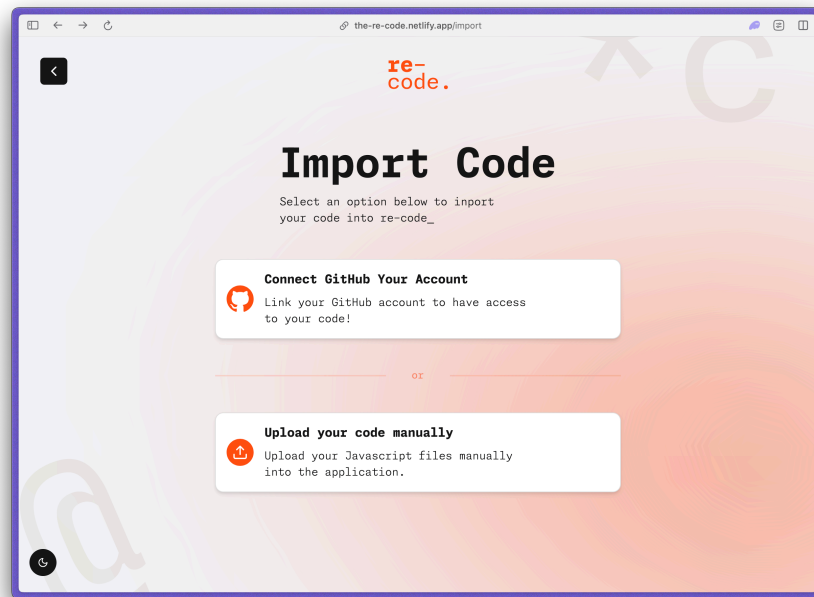 the-re-code.netlify.app/import
*c
re-
code.
Import Code
Select an option below to inport
your code into re-code_
Connect GitHub Your Account
Link your GitHub account to have access
to your code!
or
Upload your code manually
Upload your Javascript files manually
into the application.
@